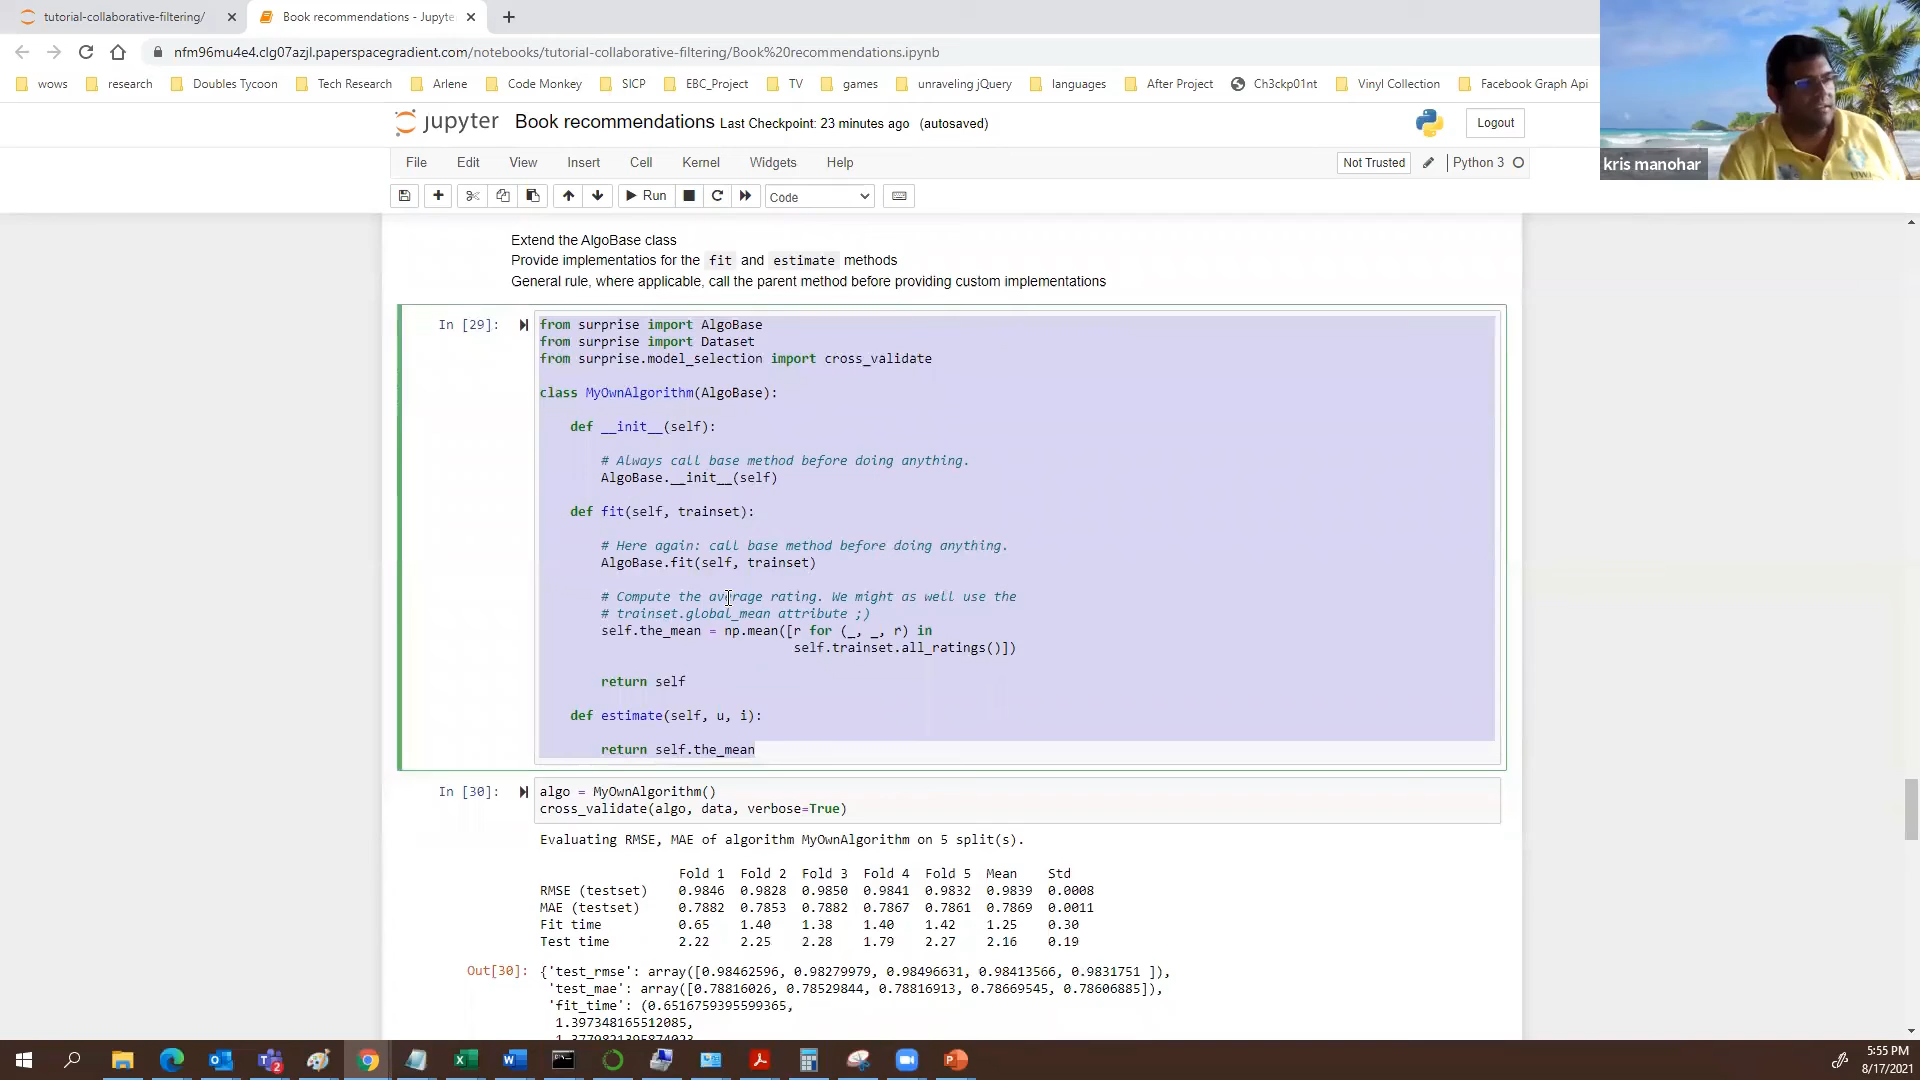 tutorial-collaborative-filtering/
Book recommendations - Jupyte
nfm96mu4e4.clg07azjl.paperspacegradient.com/notebooks/tutorial-collaborative-filtering/Book%20recommendations.ipynb
wows research Doubles Tycoon Tech Research Arlene Code Monkey SICP EBC_Project TV games unraveling jQuery languages After Project Ch3ckp01nt Vinyl Collection Facebook Graph Api
kris manohar
jupyter Book recommendations Last Checkpoint: 23 minutes ago (autosaved) Logout
File Edit View Insert Cell Kernel Widgets Help Not Trusted Python 3
Run Code
Extend the AlgoBase class
Provide implementatios for the fit and estimate methods
General rule, where applicable, call the parent method before providing custom implementations
In [29]:
from surprise import AlgoBase
from surprise import Dataset
from surprise.model_selection import cross_validate
class MyOwnAlgorithm(AlgoBase):
def __init__(self):
# Always call base method before doing anything.
AlgoBase.__init__(self)
def fit(self, trainset):
# Here again: call base method before doing anything.
AlgoBase.fit(self, trainset)
# Compute the average rating. We might as well use the
# trainset.global_mean attribute ;)
self.the_mean = np.mean([r for (_, _, r) in
self.trainset.all_ratings()])
return self
def estimate(self, u, i):
return self.the_mean
In [30]:
algo = MyOwnAlgorithm()
cross_validate(algo, data, verbose=True)
Evaluating RMSE, MAE of algorithm MyOwnAlgorithm on 5 split(s).
Fold 1 Fold 2 Fold 3 Fold 4 Fold 5 Mean Std
RMSE (testset) 0.9846 0.9828 0.9850 0.9841 0.9832 0.9839 0.0008
MAE (testset) 0.7882 0.7853 0.7882 0.7867 0.7861 0.7869 0.0011
Fit time 0.65 1.40 1.38 1.40 1.42 1.25 0.30
Test time 2.22 2.25 2.28 1.79 2.27 2.16 0.19
Out[30]:
{'test_rmse': array([0.98462596, 0.98279979, 0.98496631, 0.98413566, 0.9831751 ]),
'test_mae': array([0.78816026, 0.78529844, 0.78816913, 0.78669545, 0.78606885]),
'fit_time': (0.6516759395599365,
1.397348165512085,
5:55 PM
8/17/2021